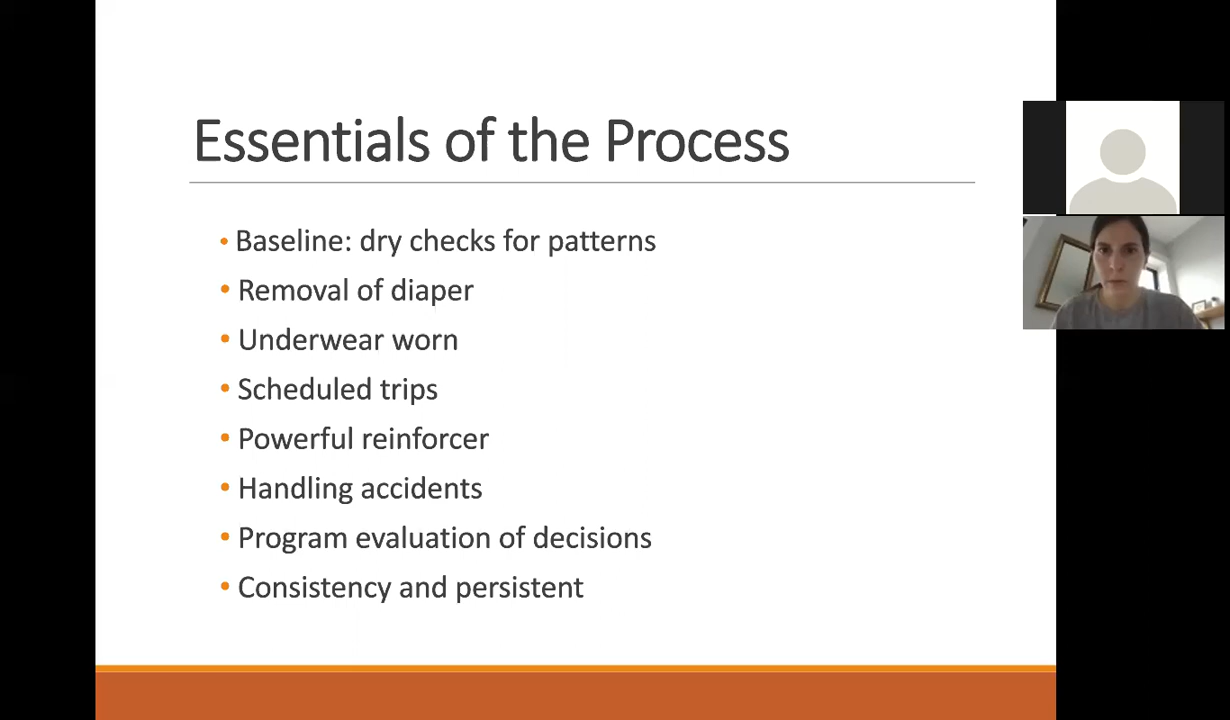 Essentials of the Process
• Baseline: dry checks for patterns
• Removal of diaper
• Underwear worn
• Scheduled trips
• Powerful reinforcer
• Handling accidents
• Program evaluation of decisions
• Consistency and persistent